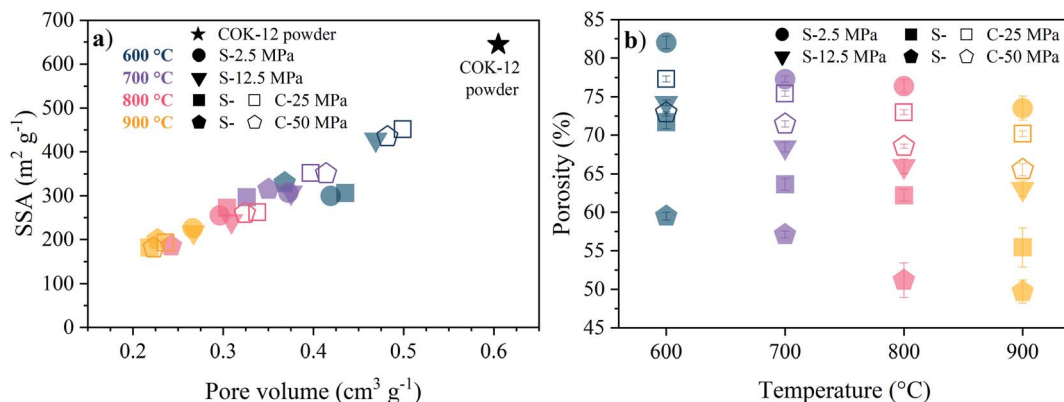 a)
COK-12 powder
600 °C S-2.5 MPa
700 °C S-12.5 MPa
800 °C S- C-25 MPa
900 °C S- C-50 MPa
COK-12
powder
SSA (m² g⁻¹)
700
600
500
400
300
200
100
0
0.2 0.3 0.4 0.5 0.6
Pore volume (cm³ g⁻¹)
b)
S-2.5 MPa S- C-25 MPa
S-12.5 MPa S- C-50 MPa
Porosity (%)
85
80
75
70
65
60
55
50
45
600 700 800 900
Temperature (°C)